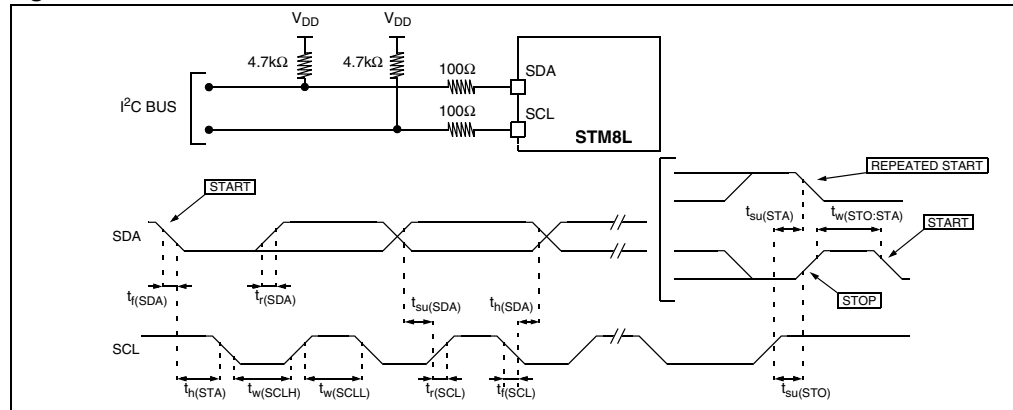 VDD VDD
4.7kΩ 4.7kΩ 100Ω SDA
I²C BUS 100Ω SCL
STM8L
REPEATED START
START
tsu(STA) tw(STO:STA) START
SDA
tf(SDA) tr(SDA) tsu(SDA) th(SDA) STOP
SCL
th(STA) tw(SCLH) tw(SCLL) tr(SCL) tf(SCL) tsu(STO)